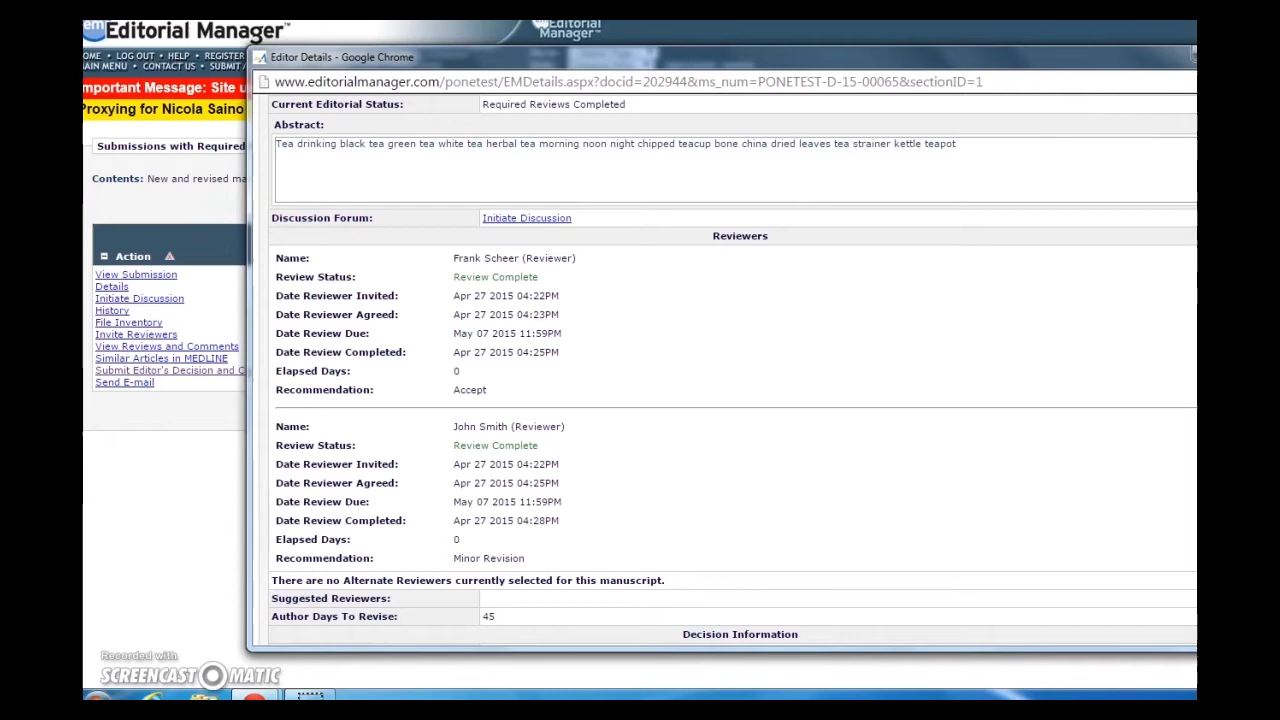 em Editorial Manager™
Editorial Manager™
OME • LOG OUT • HELP • REGISTER
AIN MENU • CONTACT US • SUBMIT
mportant Message: Site u
Proxying for Nicola Saino
Submissions with Required
Contents: New and revised ma
Action
View Submission
Details
Initiate Discussion
History
File Inventory
Invite Reviewers
View Reviews and Comments
Similar Articles in MEDLINE
Submit Editor's Decision and C
Send E-mail
Editor Details - Google Chrome
www.editorialmanager.com/ponetest/EMDetails.aspx?docid=202944&ms_num=PONETEST-D-15-00065&sectionID=1
Current Editorial Status: Required Reviews Completed
Abstract:
Tea drinking black tea green tea white tea herbal tea morning noon night chipped teacup bone china dried leaves tea strainer kettle teapot
Discussion Forum: Initiate Discussion
Reviewers
Name: Frank Scheer (Reviewer)
Review Status: Review Complete
Date Reviewer Invited: Apr 27 2015 04:22PM
Date Reviewer Agreed: Apr 27 2015 04:23PM
Date Review Due: May 07 2015 11:59PM
Date Review Completed: Apr 27 2015 04:25PM
Elapsed Days: 0
Recommendation: Accept
Name: John Smith (Reviewer)
Review Status: Review Complete
Date Reviewer Invited: Apr 27 2015 04:22PM
Date Reviewer Agreed: Apr 27 2015 04:25PM
Date Review Due: May 07 2015 11:59PM
Date Review Completed: Apr 27 2015 04:28PM
Elapsed Days: 0
Recommendation: Minor Revision
There are no Alternate Reviewers currently selected for this manuscript.
Suggested Reviewers:
Author Days To Revise: 45
Decision Information
Recorded with
SCREENCAST-O-MATIC